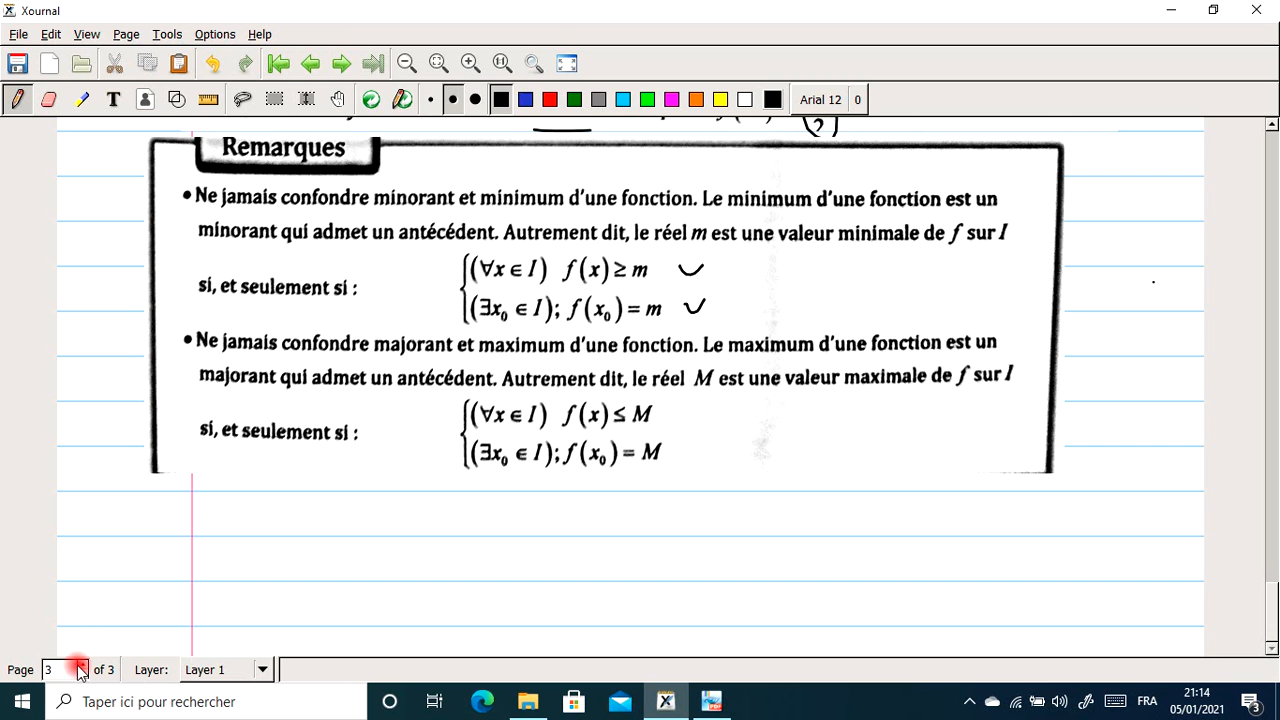 Xournal
File Edit View Page Tools Options Help
Arial 12 0
Remarques
• Ne jamais confondre minorant et minimum d'une fonction. Le minimum d'une fonction est un
minorant qui admet un antécédent. Autrement dit, le réel m est une valeur minimale de f sur I
si, et seulement si :
(∀x ∈ I) f(x) ≥ m
(∃x₀ ∈ I); f(x₀) = m
• Ne jamais confondre majorant et maximum d'une fonction. Le maximum d'une fonction est un
majorant qui admet un antécédent. Autrement dit, le réel M est une valeur maximale de f sur I
si, et seulement si :
(∀x ∈ I) f(x) ≤ M
(∃x₀ ∈ I); f(x₀) = M
Page 3 of 3 Layer: Layer 1
Taper ici pour rechercher
FRA
21:14
05/01/2021
3